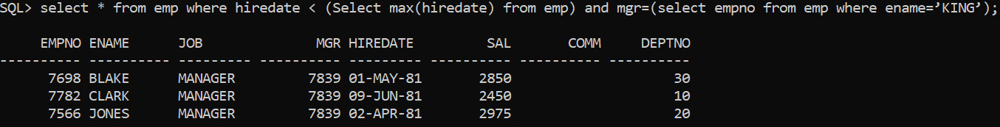 SQL> select * from emp where hiredate < (Select max(hiredate) from emp) and mgr=(select empno from emp where ename=’KING’);
EMPNO ENAME JOB MGR HIREDATE SAL COMM DEPTNO
---------- ---------- --------- ---------- --------- ---------- ---------- ----------
7698 BLAKE MANAGER 7839 01-MAY-81 2850 30
7782 CLARK MANAGER 7839 09-JUN-81 2450 10
7566 JONES MANAGER 7839 02-APR-81 2975 20